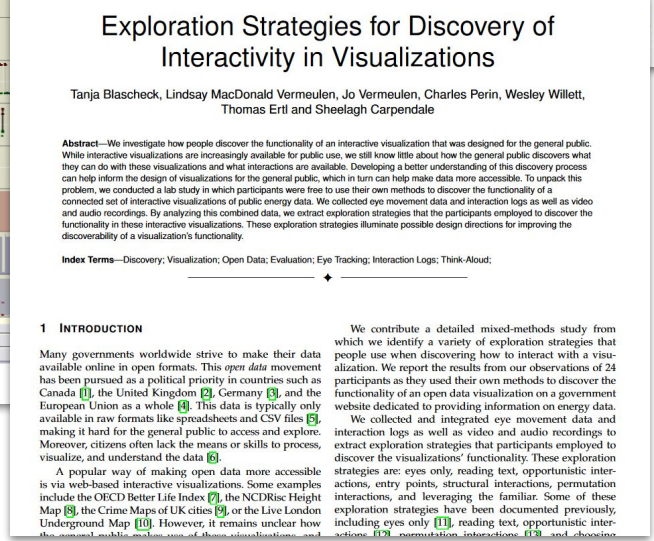 Exploration Strategies for Discovery of
Interactivity in Visualizations
Tanja Blascheck, Lindsay MacDonald Vermeulen, Jo Vermeulen, Charles Perin, Wesley Willett,
Thomas Ertl and Sheelagh Carpendale
Abstract—We investigate how people discover the functionality of an interactive visualization that was designed for the general public.
While interactive visualizations are increasingly available for public use, we still know little about how the general public discovers what
they can do with these visualizations and what interactions are available. Developing a better understanding of this discovery process
can help inform the design of visualizations for the general public, which in turn can help make data more accessible. To unpack this
problem, we conducted a lab study in which participants were free to use their own methods to discover the functionality of a
connected set of interactive visualizations of public energy data. We collected eye movement data and interaction logs as well as video
and audio recordings. By analyzing this combined data, we extract exploration strategies that the participants employed to discover the
functionality in these interactive visualizations. These exploration strategies illuminate possible design directions for improving the
discoverability of a visualization's functionality.
Index Terms—Discovery; Visualization; Open Data; Evaluation; Eye Tracking; Interaction Logs; Think-Aloud;
1 INTRODUCTION
Many governments worldwide strive to make their data
available online in open formats. This open data movement
has been pursued as a political priority in countries such as
Canada [1], the United Kingdom [2], Germany [3], and the
European Union as a whole [4]. This data is typically only
available in raw formats like spreadsheets and CSV files [5],
making it hard for the general public to access and explore.
Moreover, citizens often lack the means or skills to process,
visualize, and understand the data [6].
A popular way of making open data more accessible
is via web-based interactive visualizations. Some examples
include the OECD Better Life Index [7], the NCDRisc Height
Map [8], the Crime Maps of UK cities [9], or the Live London
Underground Map [10]. However, it remains unclear how
the general public makes use of these visualizations, and
We contribute a detailed mixed-methods study from
which we identify a variety of exploration strategies that
people use when discovering how to interact with a visu-
alization. We report the results from our observations of 24
participants as they used their own methods to discover the
functionality of an open data visualization on a government
website dedicated to providing information on energy data.
We collected and integrated eye movement data and
interaction logs as well as video and audio recordings to
extract exploration strategies that participants employed to
discover the visualizations' functionality. These exploration
strategies are: eyes only, reading text, opportunistic inter-
actions, entry points, structural interactions, permutation
interactions, and leveraging the familiar. Some of these
exploration strategies have been documented previously,
including eyes only [11], reading text, opportunistic inter-
actions [12], permutation interactions [13], and choosing